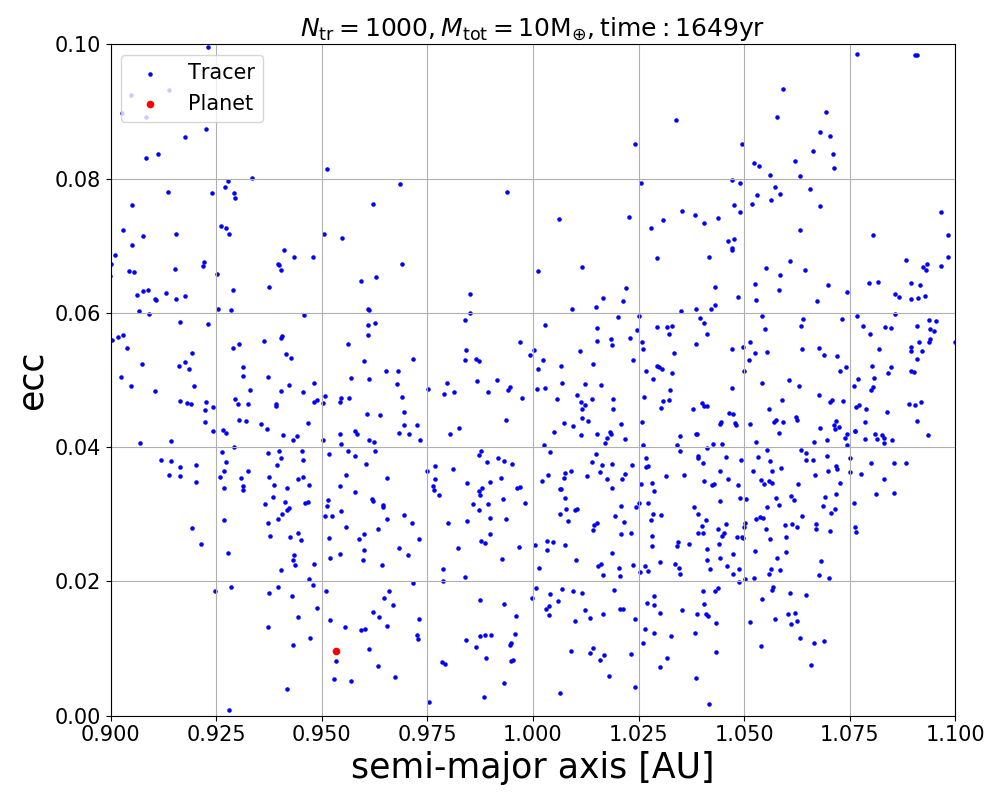 N_tr = 1000, M_tot = 10M_⊕, time : 1649yr
0.10
0.08
0.06
0.04
0.02
0.00
ecc
Tracer
Planet
0.900 0.925 0.950 0.975 1.000 1.025 1.050 1.075 1.100
semi-major axis [AU]